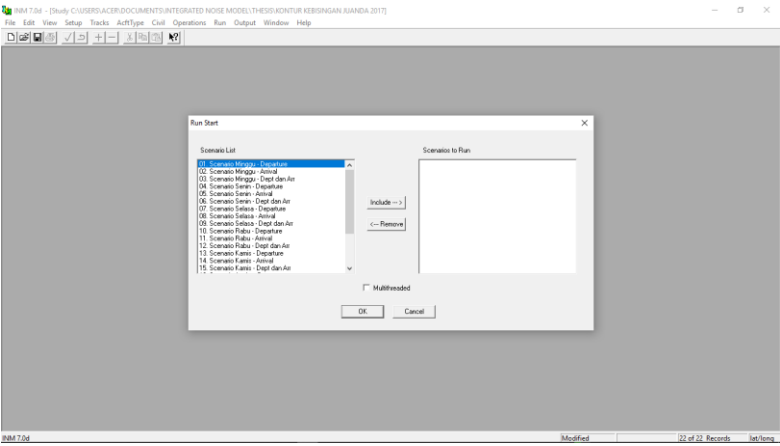 INM 7.0d - [Study C:\USERS\ACER\DOCUMENTS\INTEGRATED NOISE MODEL\THESIS\KONTUR KEBISINGAN JUANDA 2017]
File Edit View Setup Tracks AcftType Civil Operations Run Output Window Help
Run Start
Scenario List
Scenarios to Run
01. Scenario Minggu - Departure
02. Scenario Minggu - Arrival
03. Scenario Minggu - Dept dan Arr
04. Scenario Senin - Departure
05. Scenario Senin - Arrival
06. Scenario Senin - Dept dan Arr
07. Scenario Selasa - Departure
08. Scenario Selasa - Arrival
09. Scenario Selasa - Dept dan Arr
10. Scenario Rabu - Departure
11. Scenario Rabu - Arrival
12. Scenario Rabu - Dept dan Arr
13. Scenario Kamis - Departure
14. Scenario Kamis - Arrival
15. Scenario Kamis - Dept dan Arr
Include -- >
<-- Remove
Multithreaded
OK Cancel
INM 7.0d Modified 22 of 22 Records lat/long